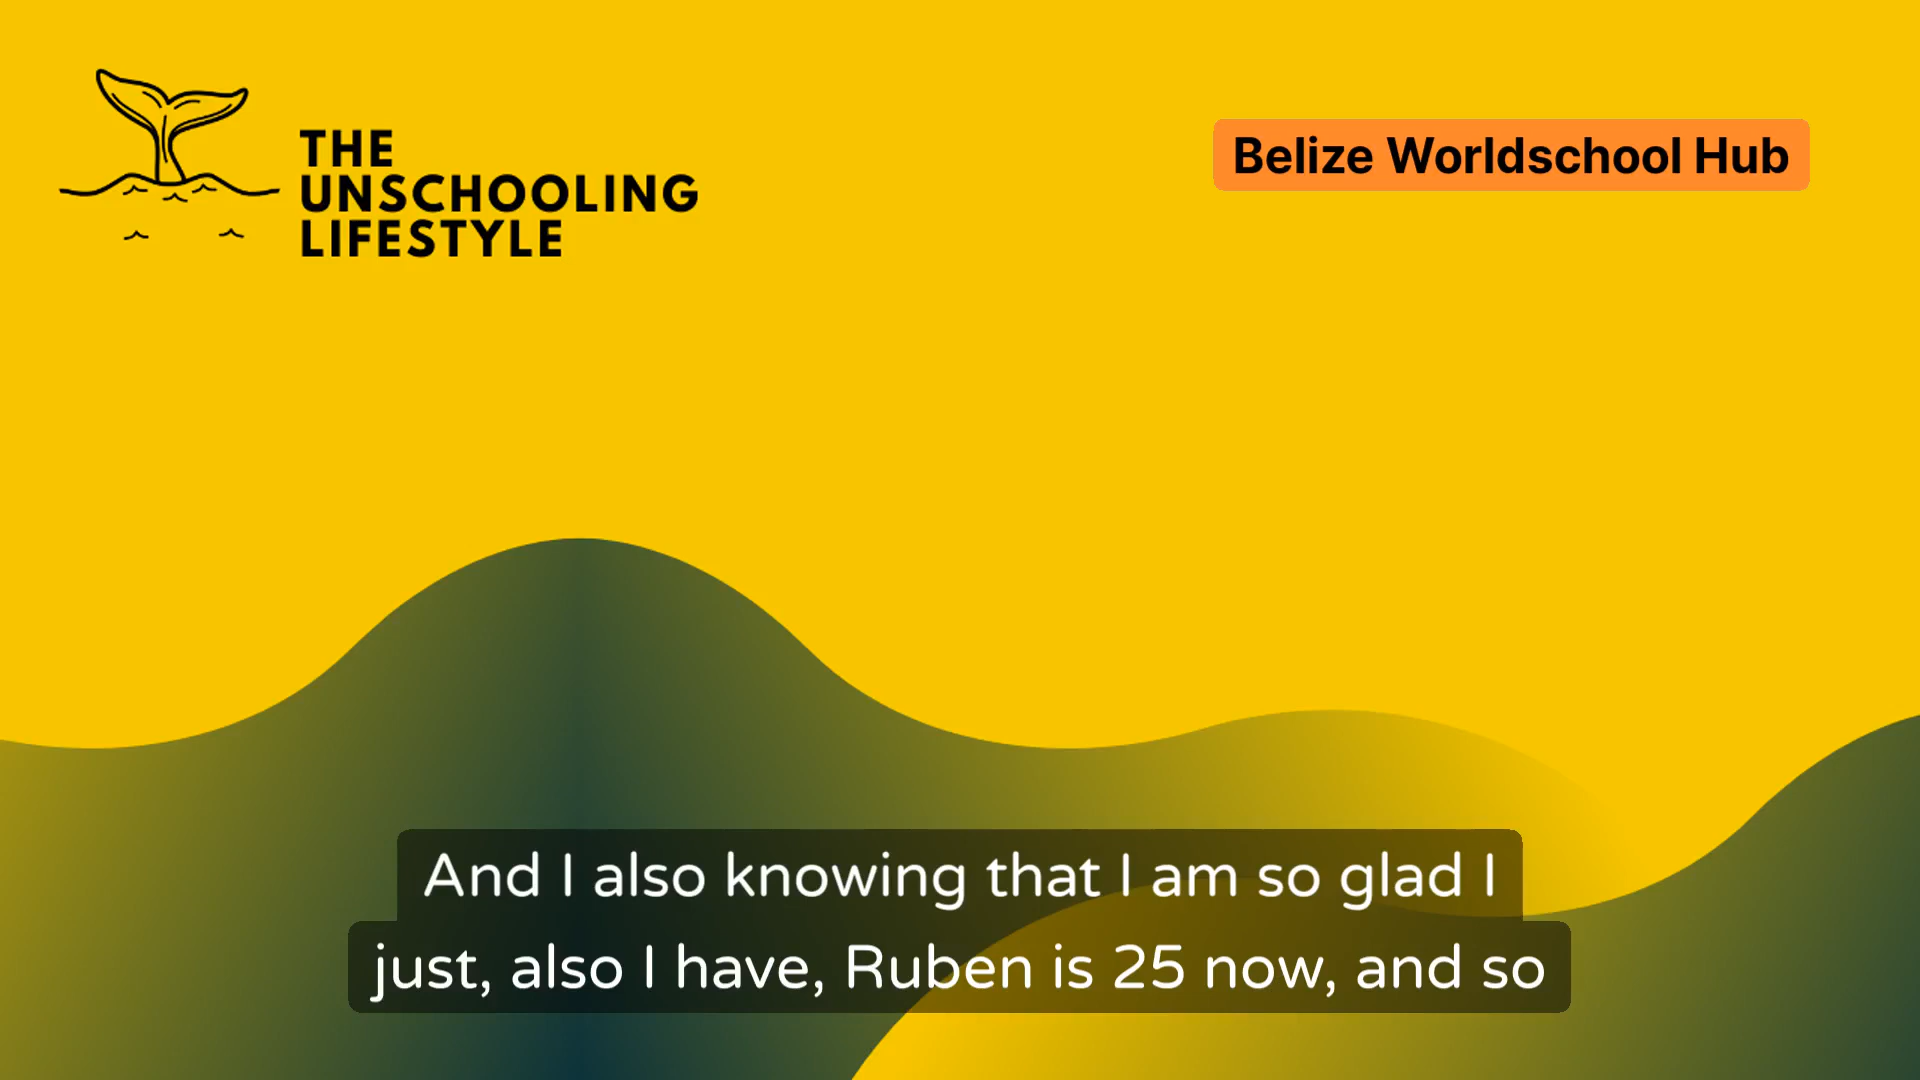 THE
UNSCHOOLING
LIFESTYLE
Belize Worldschool Hub
And I also knowing that I am so glad I
just, also I have, Ruben is 25 now, and so